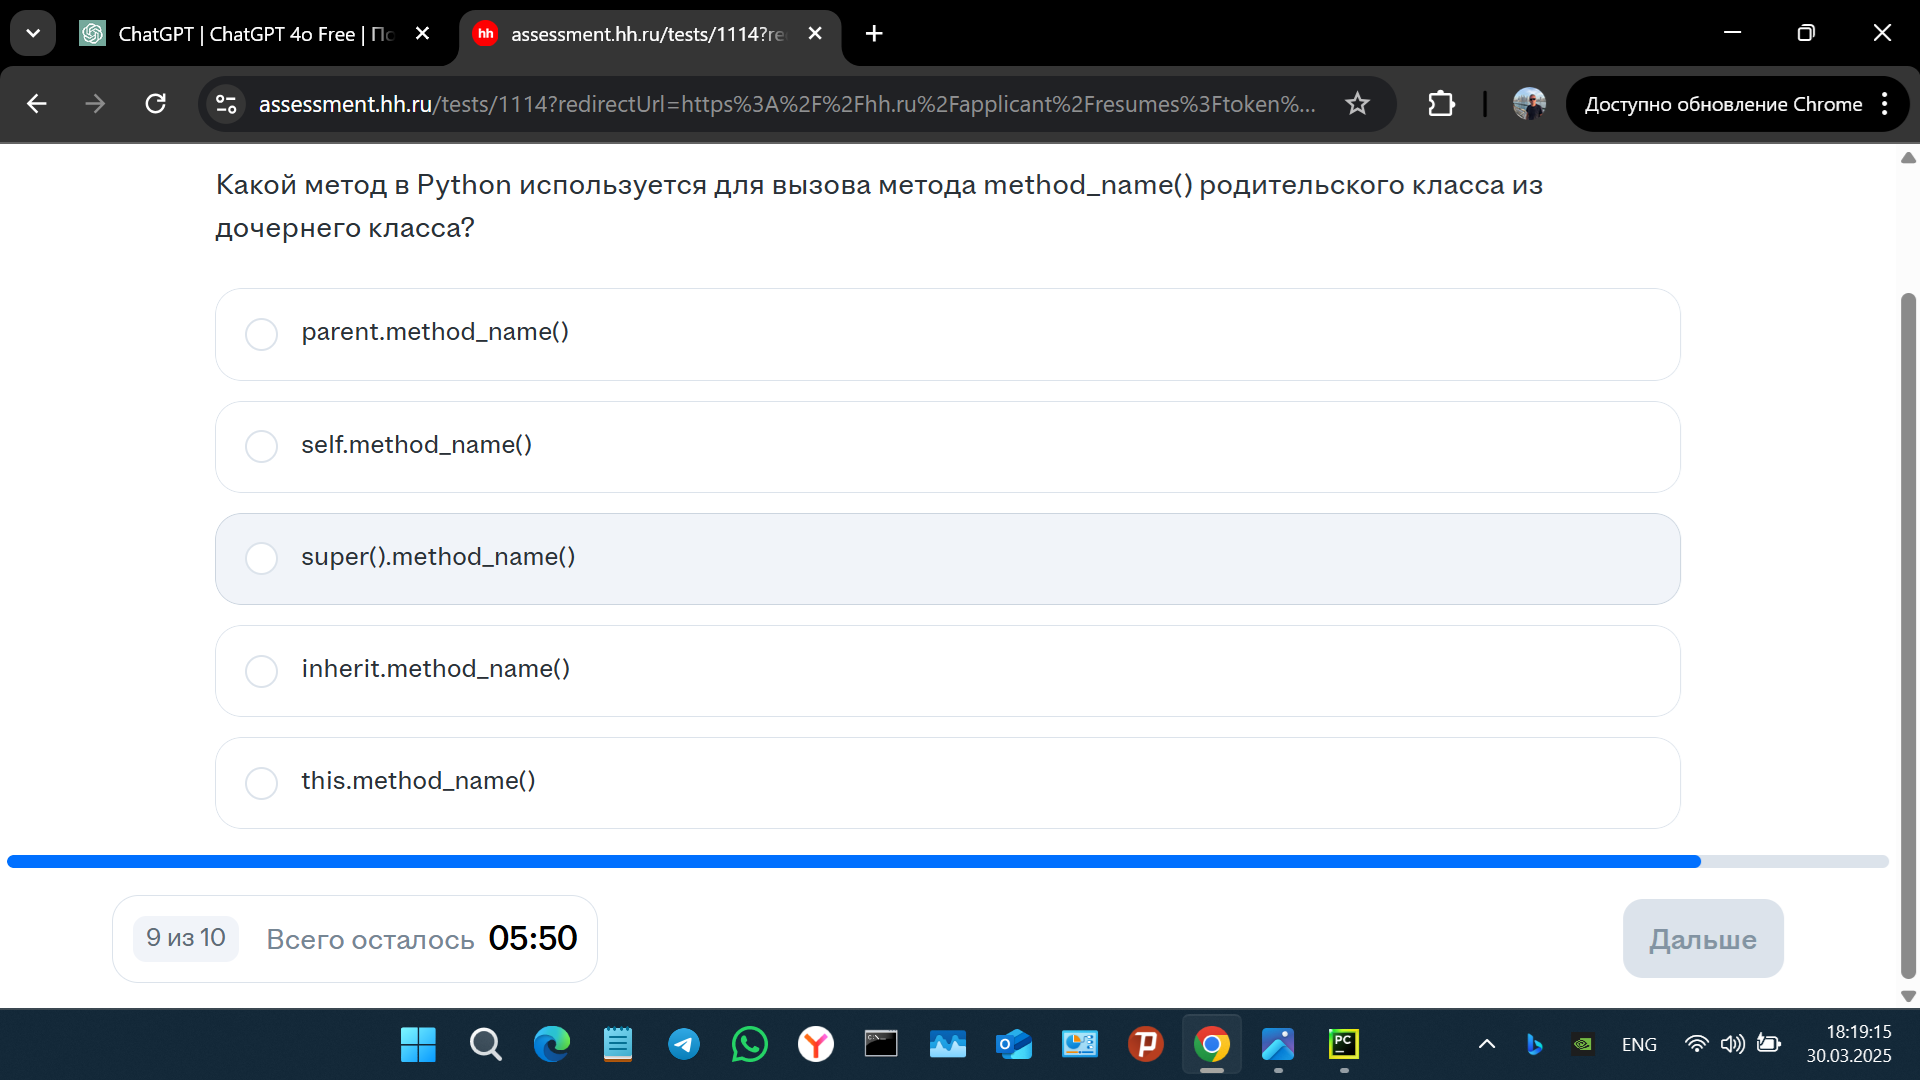 ChatGPT | ChatGPT 4o Free | По
hh
assessment.hh.ru/tests/1114?re
assessment.hh.ru/tests/1114?redirectUrl=https%3A%2F%2Fhh.ru%2Fapplicant%2Fresumes%3Ftoken%...
Доступно обновление Chrome
Какой метод в Python используется для вызова метода method_name() родительского класса из
дочернего класса?
parent.method_name()
self.method_name()
super().method_name()
inherit.method_name()
this.method_name()
9 из 10
Всего осталось 05:50
Дальше
PC
ENG
18:19:15
30.03.2025